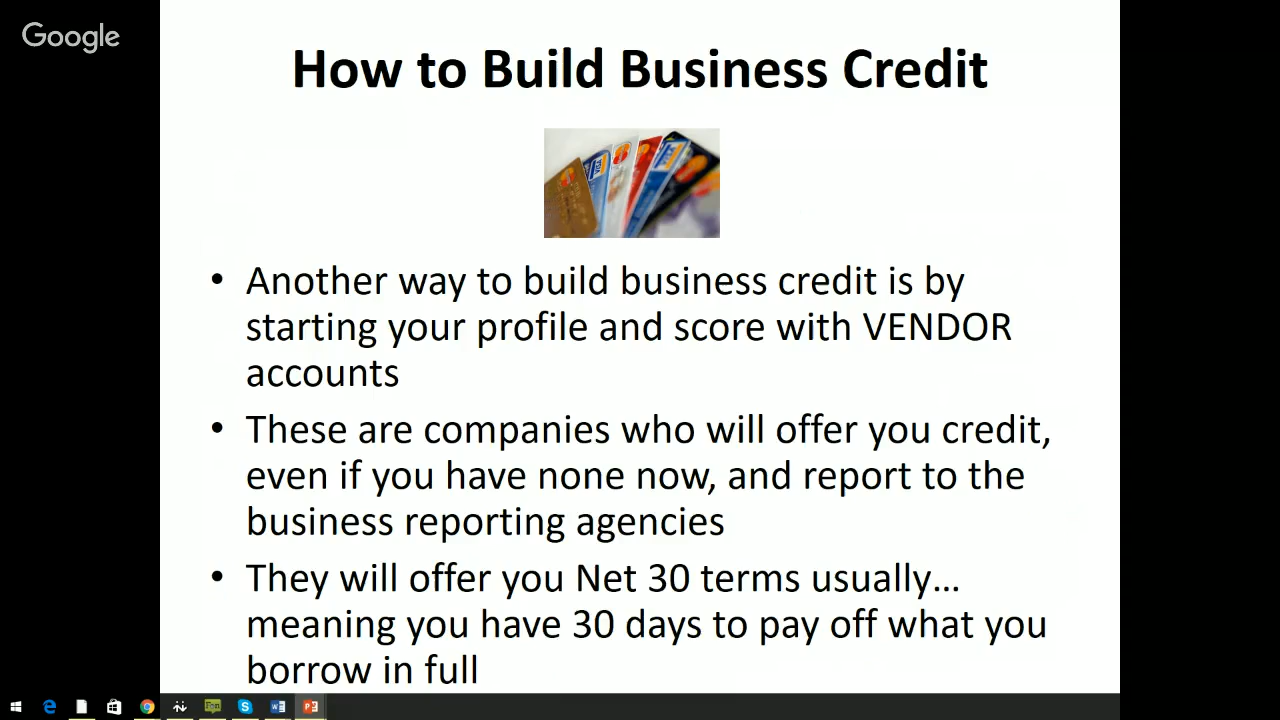 Google
How to Build Business Credit
VISA
VISA
• Another way to build business credit is by
starting your profile and score with VENDOR
accounts
• These are companies who will offer you credit,
even if you have none now, and report to the
business reporting agencies
• They will offer you Net 30 terms usually…
meaning you have 30 days to pay off what you
borrow in full